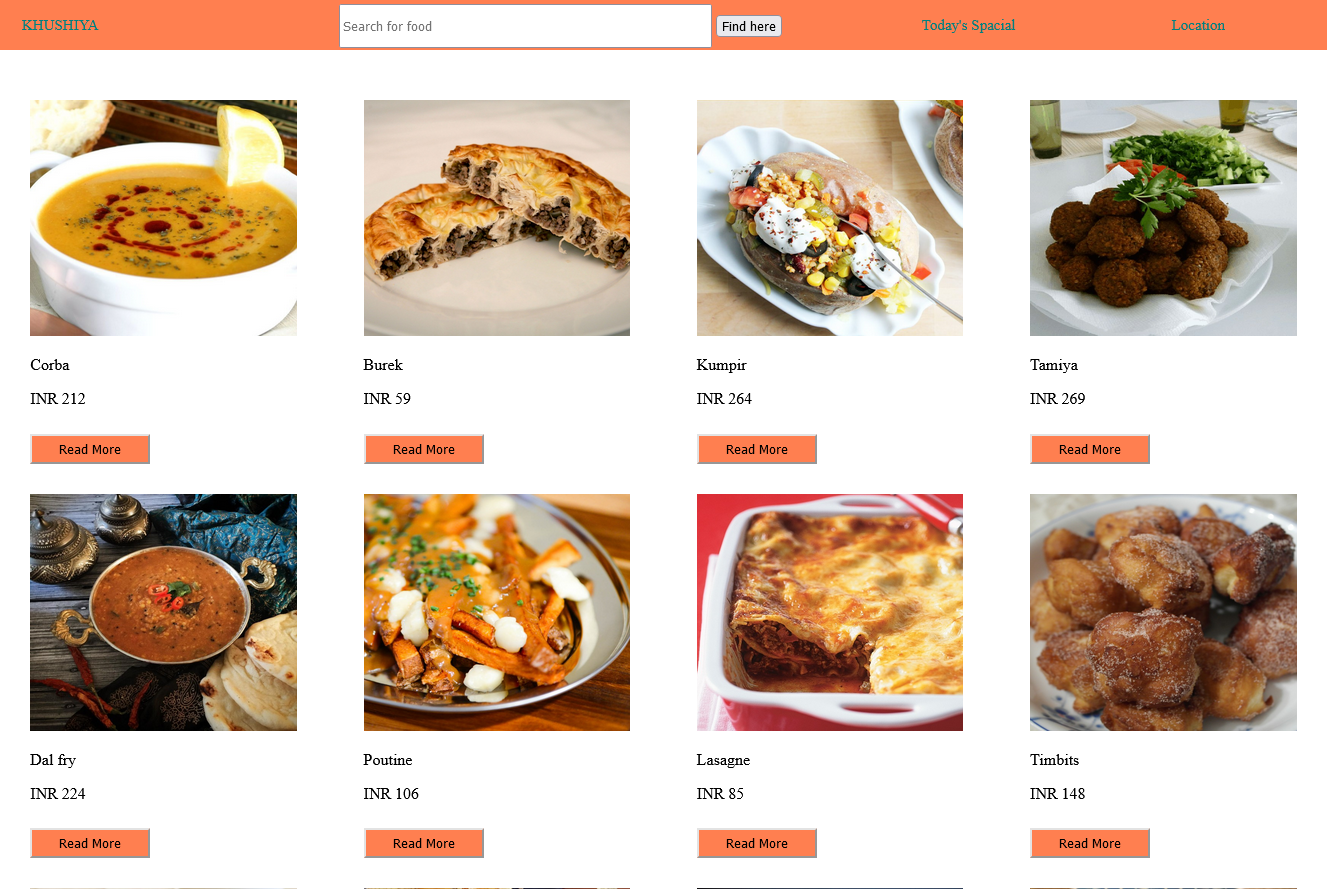 KHUSHIYA
Search for food
Find here
Today's Spacial
Location
Corba
Burek
Kumpir
Tamiya
INR 212
INR 59
INR 264
INR 269
Read More
Read More
Read More
Read More
Dal fry
Poutine
Lasagne
Timbits
INR 224
INR 106
INR 85
INR 148
Read More
Read More
Read More
Read More